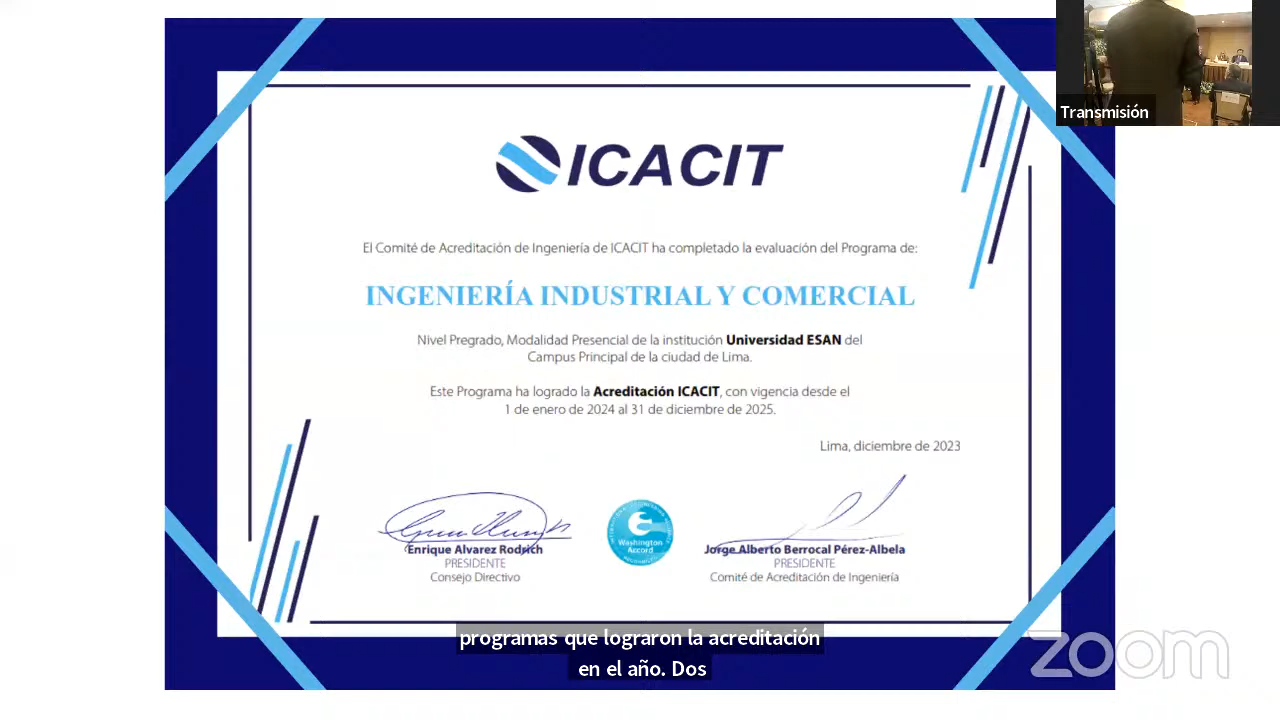 Transmisión
ICACIT
El Comité de Acreditación de Ingeniería de ICACIT ha completado la evaluación del Programa de:
INGENIERÍA INDUSTRIAL Y COMERCIAL
Nivel Pregrado, Modalidad Presencial de la institución Universidad ESAN del
Campus Principal de la ciudad de Lima.
Este Programa ha logrado la Acreditación ICACIT, con vigencia desde el
1 de enero de 2024 al 31 de diciembre de 2025.
Lima, diciembre de 2023
Enrique Alvarez Rodrich
PRESIDENTE
Consejo Directivo
Washington
Accord
Jorge Alberto Berrocal Pérez-Albela
PRESIDENTE
Comité de Acreditación de Ingeniería
programas que lograron la acreditación
en el año. Dos
zoom